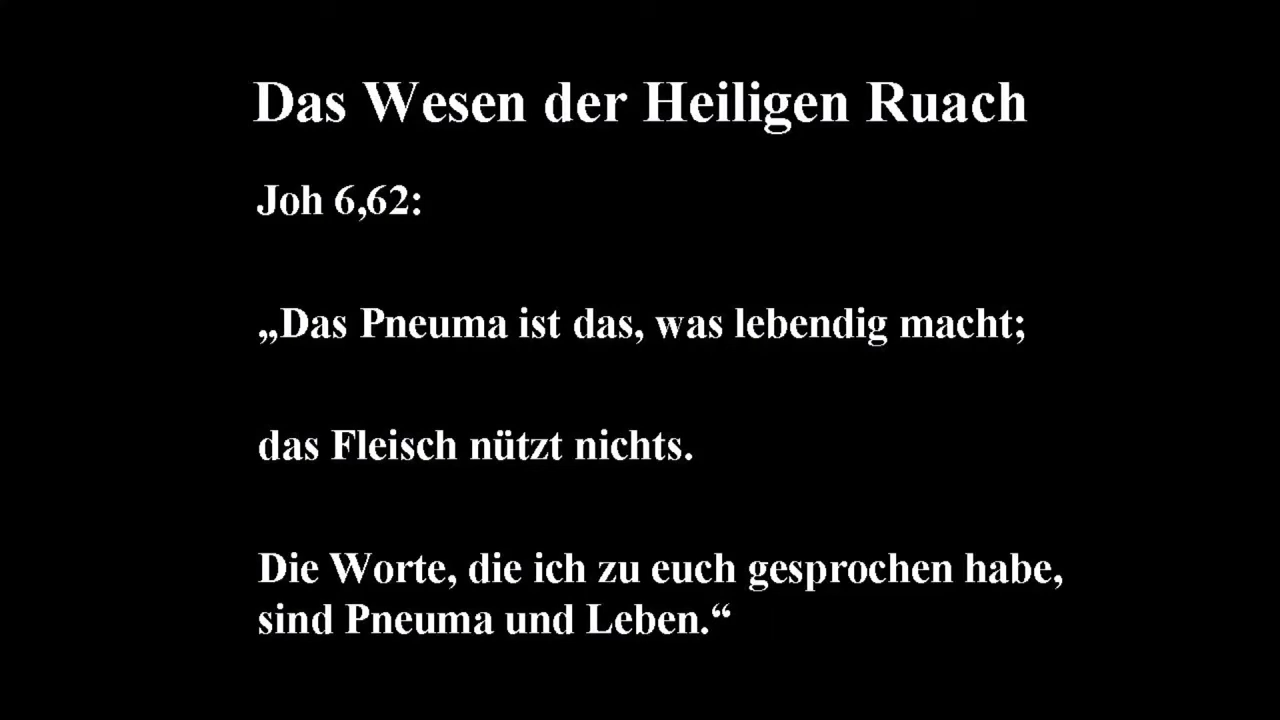 Das Wesen der Heiligen Ruach
Joh 6,62:
„Das Pneuma ist das, was lebendig macht;
das Fleisch nützt nichts.
Die Worte, die ich zu euch gesprochen habe,
sind Pneuma und Leben.“